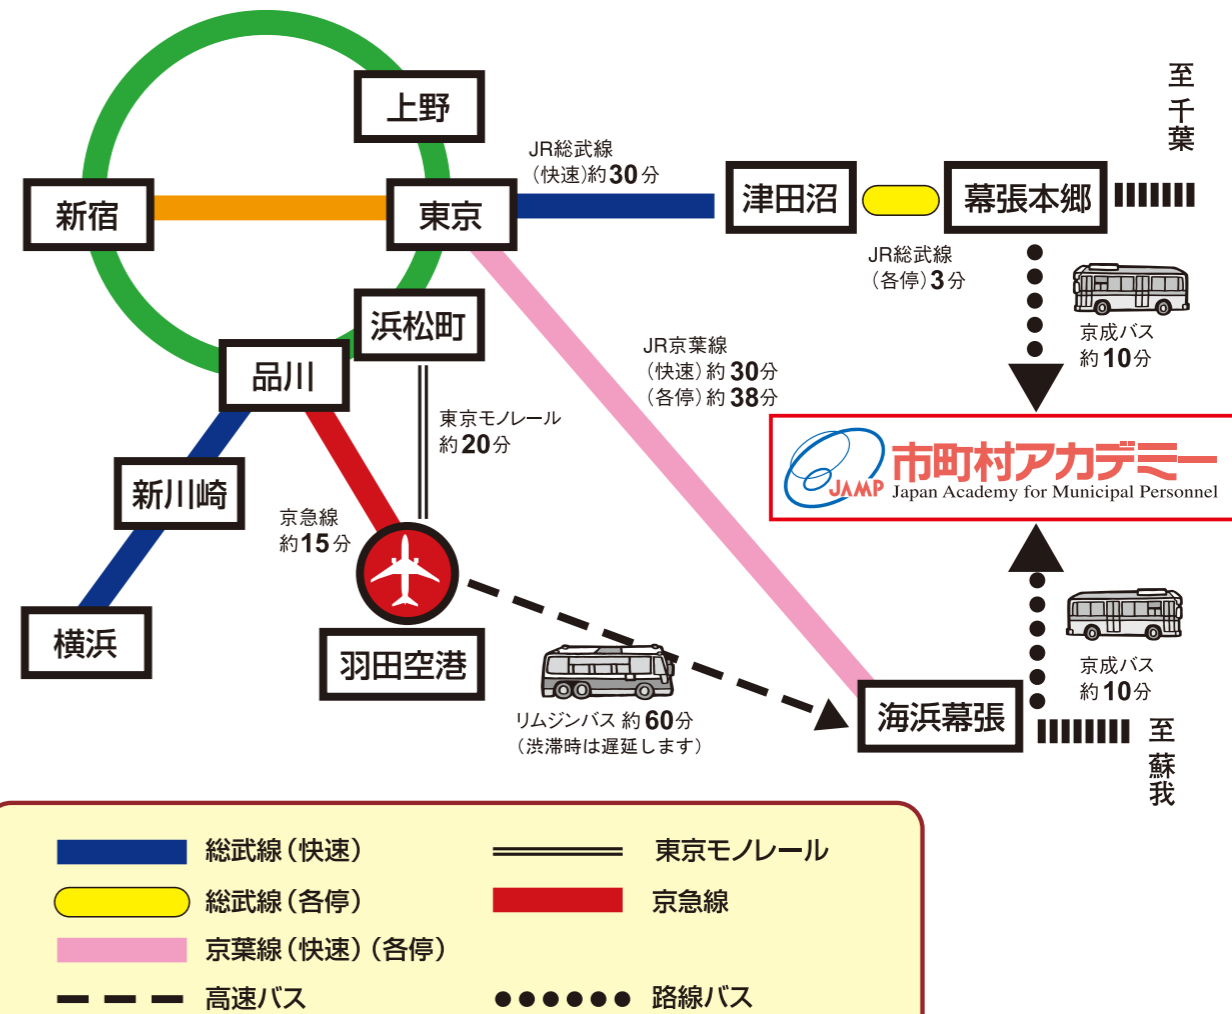 上野
至千葉
JR総武線
(快速)約30分
新宿
東京
津田沼
幕張本郷
JR総武線
(各停)3分
浜松町
京成バス
約10分
JR京葉線
(快速)約30分
(各停)約38分
品川
東京モノレール
約20分
JAMP
市町村アカデミー
Japan Academy for Municipal Personnel
新川崎
京急線
約15分
横浜
羽田空港
京成バス
約10分
リムジンバス 約60分
(渋滞時は遅延します)
海浜幕張
至蘇我
総武線(快速)
東京モノレール
総武線(各停)
京急線
京葉線(快速)(各停)
高速バス
路線バス